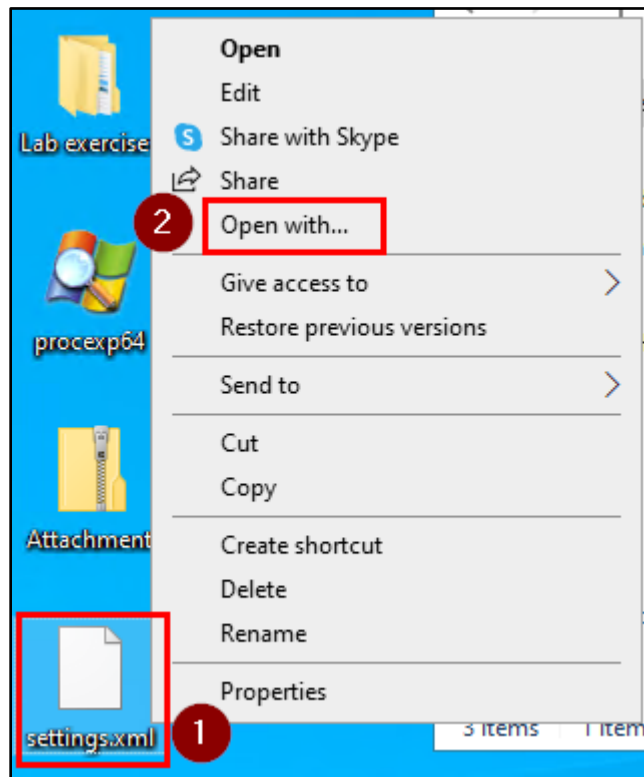 Lab exercise
procexp64
Attachment
settings.xml
1
2
Open
Edit
S
Share with Skype
Share
Open with...
Give access to
Restore previous versions
Send to
Cut
Copy
Create shortcut
Delete
Rename
Properties
3 items
1 item